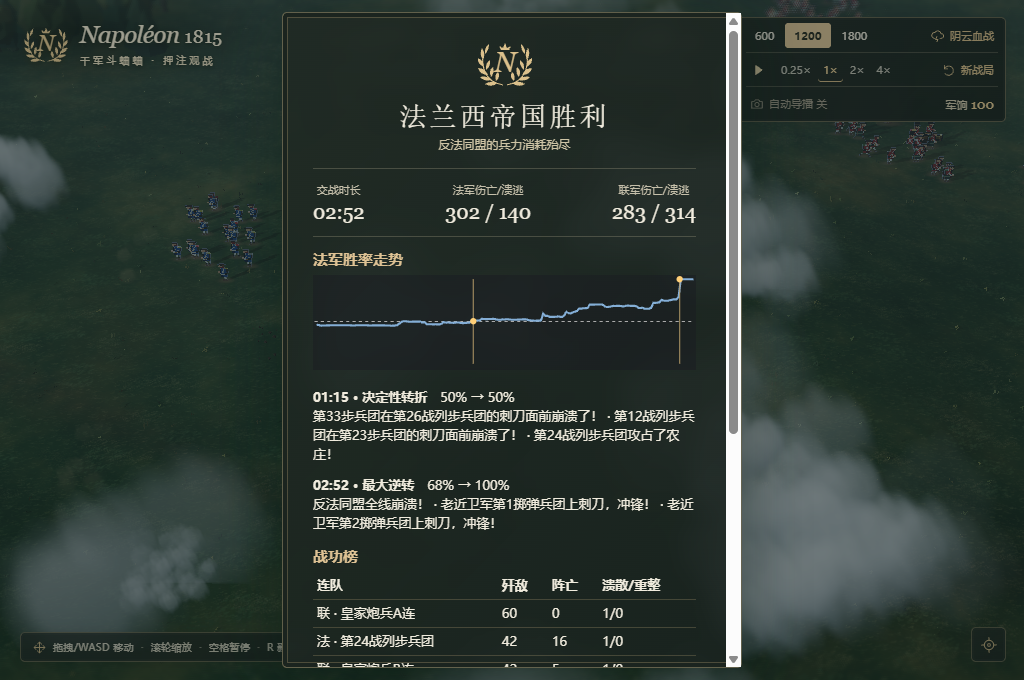 Napoléon 1815
千军斗蛐蛐 · 押注观战
N
600 1200 1800 阴云血战
0.25× 1× 2× 4× 新战局
自动导播 关 军饷 100
N
法兰西帝国胜利
反法同盟的兵力消耗殆尽
交战时长 法军伤亡/溃逃 联军伤亡/溃逃
02:52 302 / 140 283 / 314
法军胜率走势
01:15 • 决定性转折 50% → 50%
第33步兵团在第26战列步兵团的刺刀面前崩溃了! · 第12战列步兵
团在第23步兵团的刺刀面前崩溃了! · 第24战列步兵团攻占了农
庄!
02:52 • 最大逆转 68% → 100%
反法同盟全线崩溃! · 老近卫军第1掷弹兵团上刺刀，冲锋! · 老近
卫军第2掷弹兵团上刺刀，冲锋!
战功榜
连队 歼敌 阵亡 溃散/重整
联 · 皇家炮兵A连 60 0 1/0
法 · 第24战列步兵团 42 16 1/0
拖拽/WASD 移动 · 滚轮缩放 · 空格暂停 · R